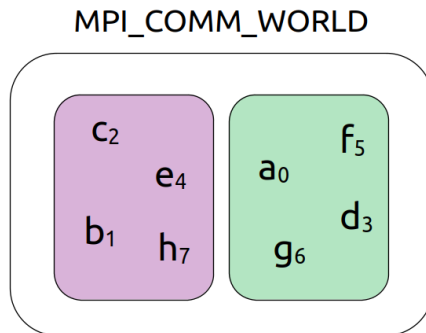 MPI_COMM_WORLD
c₂
e₄
b₁
h₇
f₅
a₀
d₃
g₆